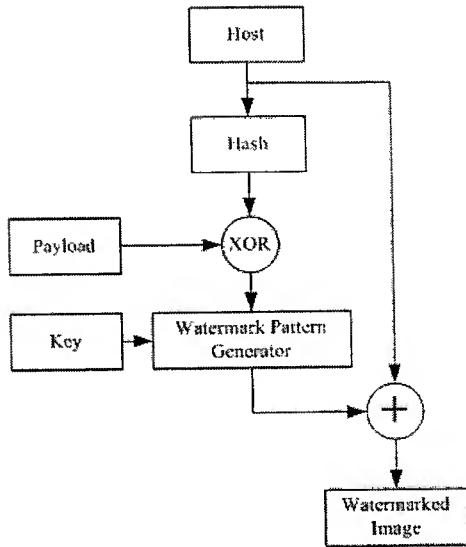 Host
Hash
Payload
XOR
Key
Watermark Pattern
Generator
+
Watermarked
Image